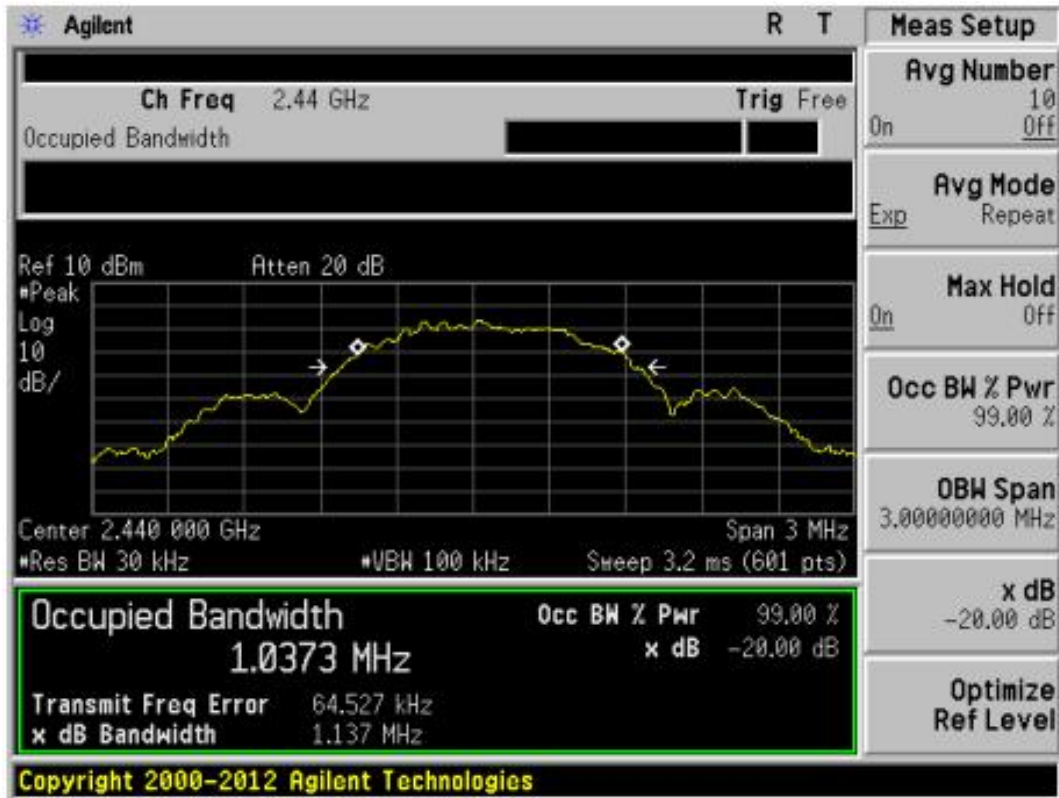 Agilent R T
Ch Freq 2.44 GHz Trig Free
Occupied Bandwidth
Ref 10 dBm Atten 20 dB
#Peak
Log
10
dB/
Center 2.440 000 GHz Span 3 MHz
#Res BW 30 kHz #VBW 100 kHz Sweep 3.2 ms (601 pts)
Occupied Bandwidth Occ BW % Pwr 99.00 %
1.0373 MHz x dB -20.00 dB
Transmit Freq Error 64.527 kHz
x dB Bandwidth 1.137 MHz
Copyright 2000-2012 Agilent Technologies
Meas Setup
Avg Number
10
On Off
Avg Mode
Exp Repeat
Max Hold
On Off
Occ BW % Pwr
99.00 %
OBW Span
3.00000000 MHz
x dB
-20.00 dB
Optimize
Ref Level